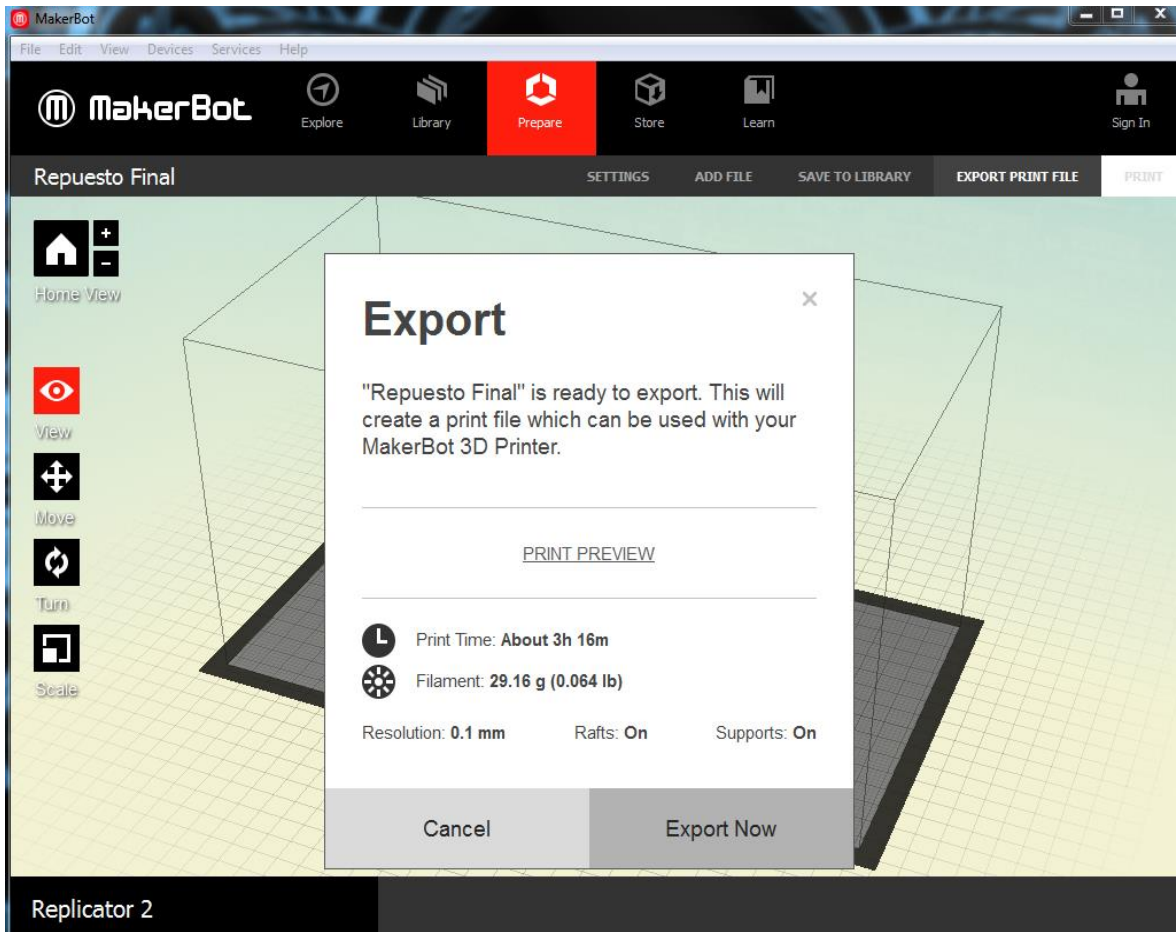 MakerBot
File Edit View Devices Services Help
MakerBot
Explore Library Prepare Store Learn Sign In
Repuesto Final SETTINGS ADD FILE SAVE TO LIBRARY EXPORT PRINT FILE PRINT
+
-
Home View
View
Move
Turn
Scale
Export
"Repuesto Final" is ready to export. This will
create a print file which can be used with your
MakerBot 3D Printer.
PRINT PREVIEW
Print Time: About 3h 16m
Filament: 29.16 g (0.064 lb)
Resolution: 0.1 mm Rafts: On Supports: On
Cancel Export Now
Replicator 2